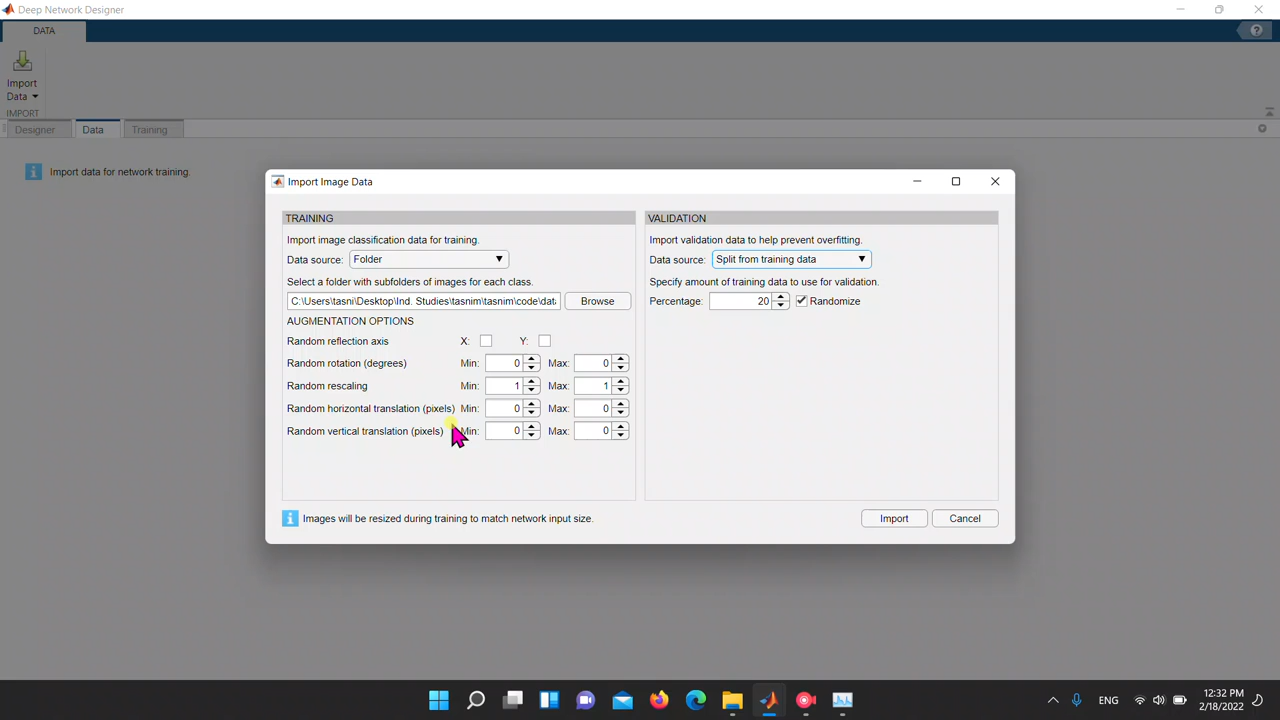 Deep Network Designer
DATA
Import
Data
IMPORT
Designer Data Training
Import data for network training.
Import Image Data
TRAINING
Import image classification data for training.
Data source: Folder
Select a folder with subfolders of images for each class.
C:\Users\tasni\Desktop\Ind. Studies\tasnim\tasnim\code\dat Browse
AUGMENTATION OPTIONS
Random reflection axis X: Y:
Random rotation (degrees) Min: 0 Max: 0
Random rescaling Min: 1 Max: 1
Random horizontal translation (pixels) Min: 0 Max: 0
Random vertical translation (pixels) Min: 0 Max: 0
VALIDATION
Import validation data to help prevent overfitting.
Data source: Split from training data
Specify amount of training data to use for validation.
Percentage: 20 Randomize
Images will be resized during training to match network input size.
Import Cancel
ENG
12:32 PM
2/18/2022